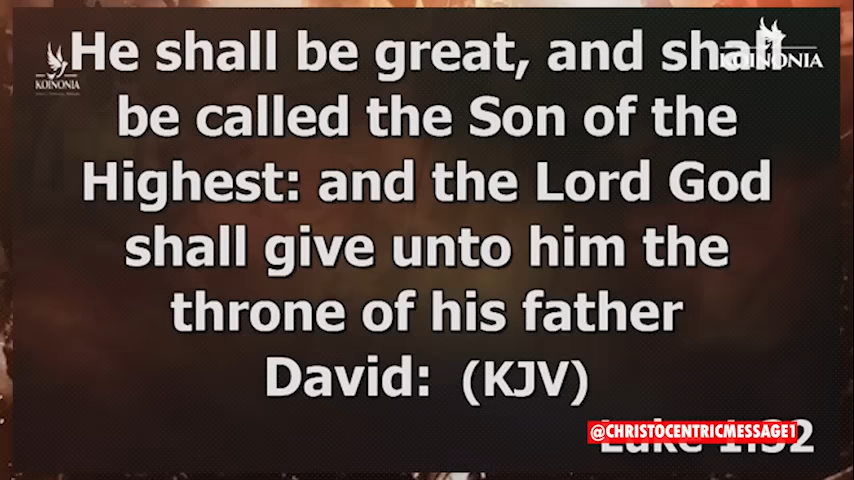 He shall be great, and shall
be called the Son of the
Highest: and the Lord God
shall give unto him the
throne of his father
David: (KJV)
Luke 1:32
@CHRISTOCENTRICMESSAGE1
KOINONIA
KOINONIA